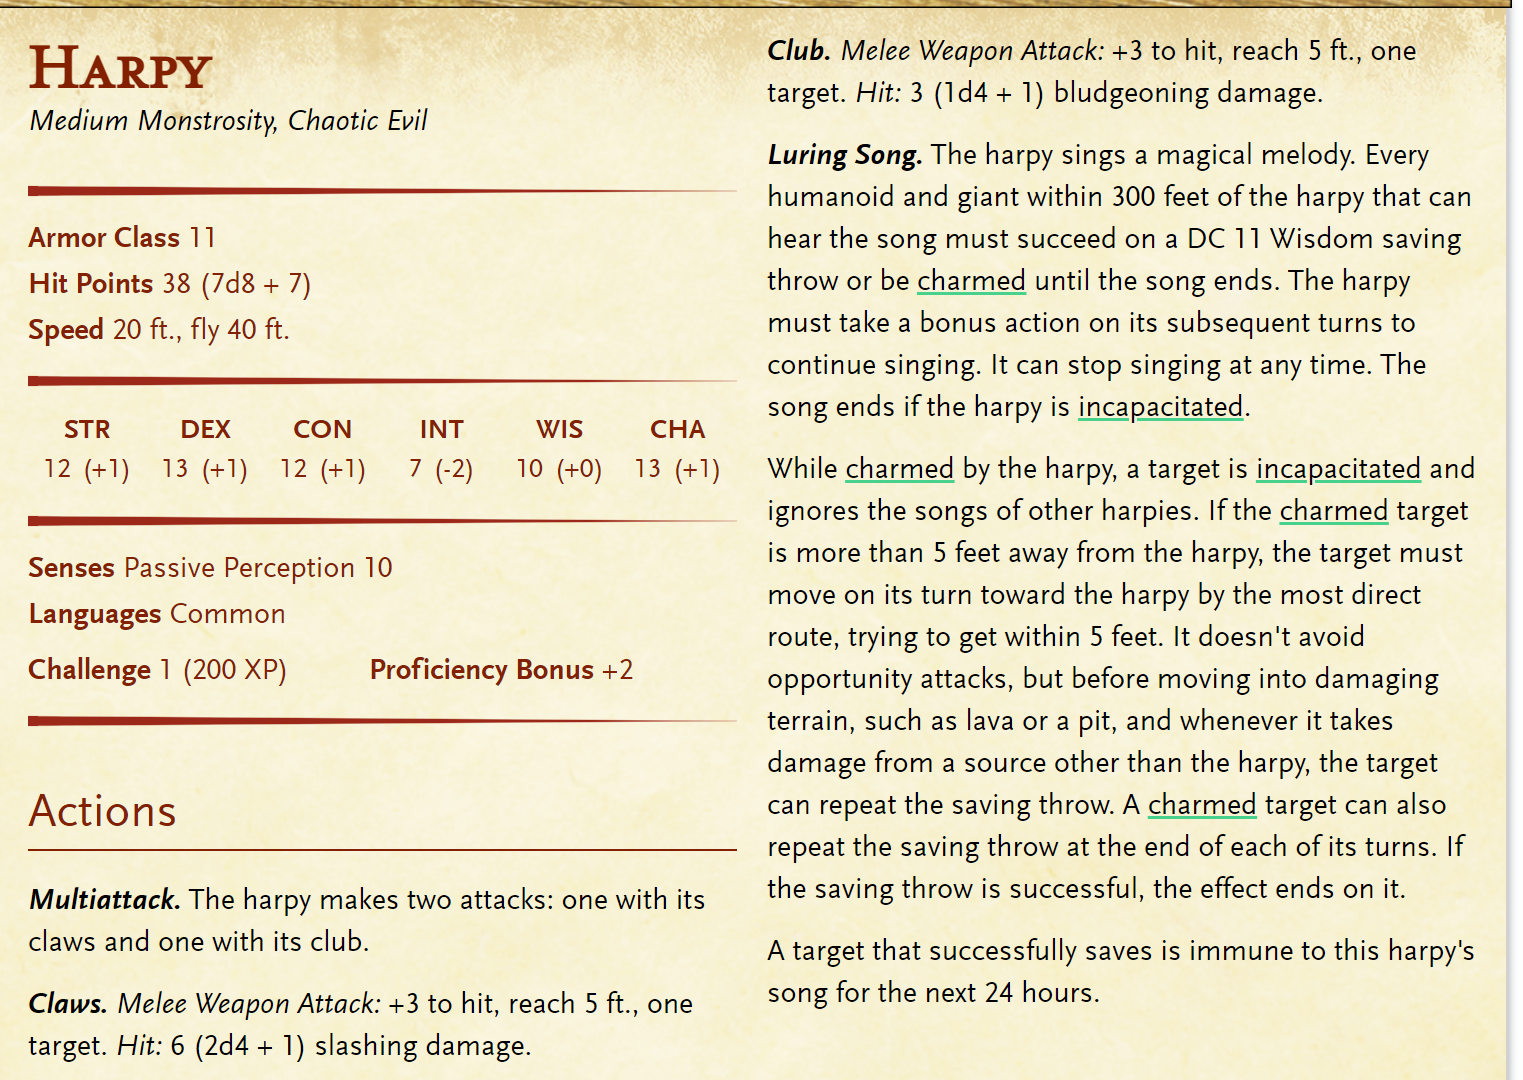 Harpy
Medium Monstrosity, Chaotic Evil
Armor Class 11
Hit Points 38 (7d8 + 7)
Speed 20 ft., fly 40 ft.
STR DEX CON INT WIS CHA
12 (+1) 13 (+1) 12 (+1) 7 (-2) 10 (+0) 13 (+1)
Senses Passive Perception 10
Languages Common
Challenge 1 (200 XP) Proficiency Bonus +2
Actions
Multiattack. The harpy makes two attacks: one with its
claws and one with its club.
Claws. Melee Weapon Attack: +3 to hit, reach 5 ft., one
target. Hit: 6 (2d4 + 1) slashing damage.
Club. Melee Weapon Attack: +3 to hit, reach 5 ft., one
target. Hit: 3 (1d4 + 1) bludgeoning damage.
Luring Song. The harpy sings a magical melody. Every
humanoid and giant within 300 feet of the harpy that can
hear the song must succeed on a DC 11 Wisdom saving
throw or be charmed until the song ends. The harpy
must take a bonus action on its subsequent turns to
continue singing. It can stop singing at any time. The
song ends if the harpy is incapacitated.
While charmed by the harpy, a target is incapacitated and
ignores the songs of other harpies. If the charmed target
is more than 5 feet away from the harpy, the target must
move on its turn toward the harpy by the most direct
route, trying to get within 5 feet. It doesn't avoid
opportunity attacks, but before moving into damaging
terrain, such as lava or a pit, and whenever it takes
damage from a source other than the harpy, the target
can repeat the saving throw. A charmed target can also
repeat the saving throw at the end of each of its turns. If
the saving throw is successful, the effect ends on it.
A target that successfully saves is immune to this harpy's
song for the next 24 hours.